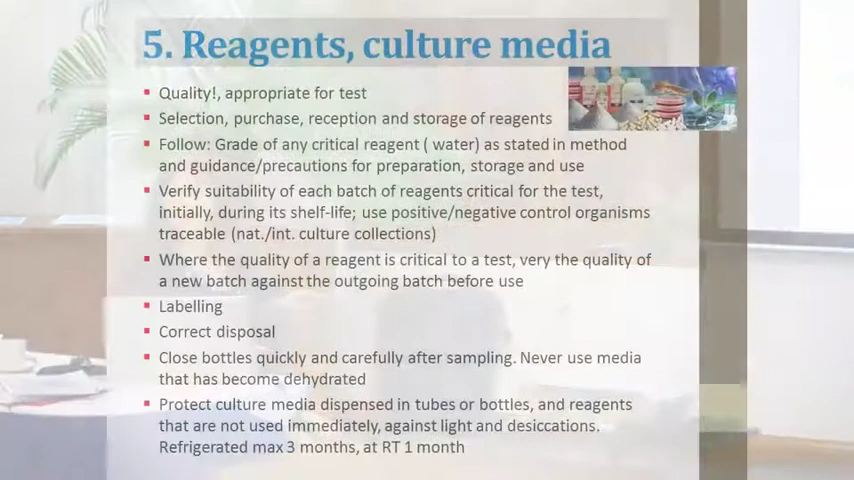 5. Reagents, culture media
Quality!, appropriate for test
Selection, purchase, reception and storage of reagents
Follow: Grade of any critical reagent ( water) as stated in method
and guidance/precautions for preparation, storage and use
Verify suitability of each batch of reagents critical for the test,
initially, during its shelf-life; use positive/negative control organisms
traceable (nat./int. culture collections)
Where the quality of a reagent is critical to a test, very the quality of
a new batch against the outgoing batch before use
Labelling
Correct disposal
Close bottles quickly and carefully after sampling. Never use media
that has become dehydrated
Protect culture media dispensed in tubes or bottles, and reagents
that are not used immediately, against light and desiccations.
Refrigerated max 3 months, at RT 1 month